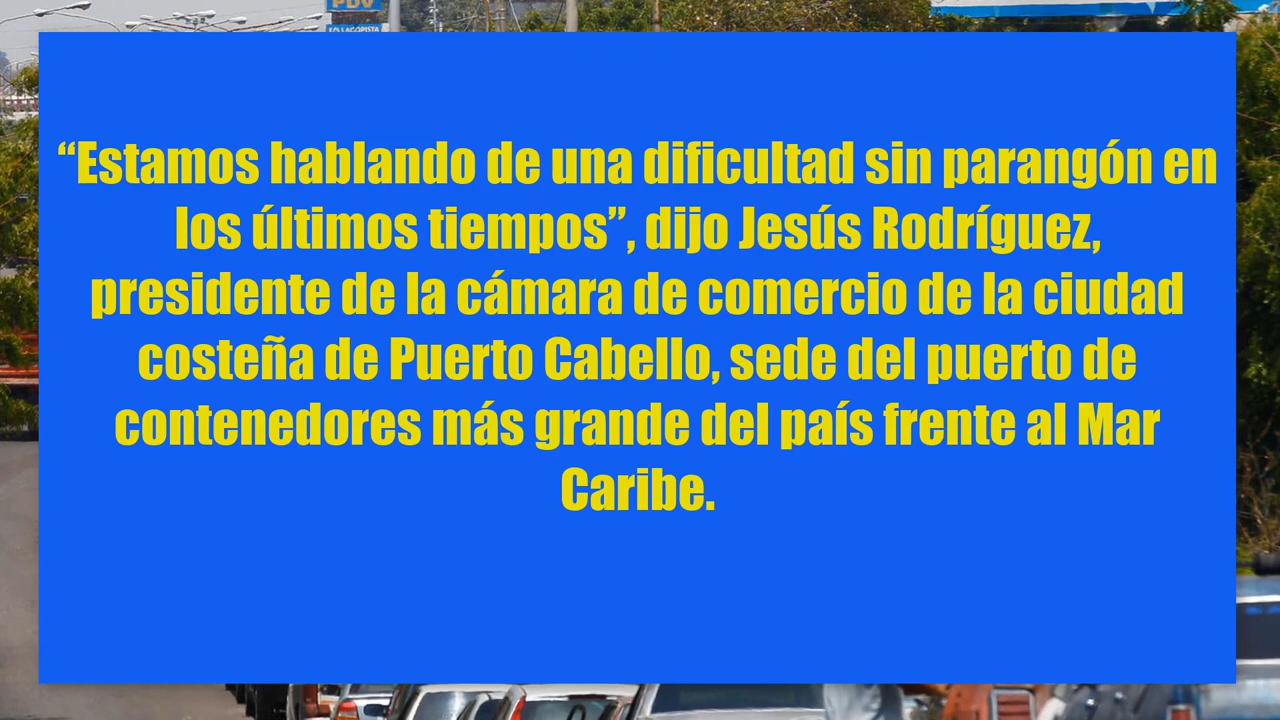 PDV
LO LAGOPISTA
“Estamos hablando de una dificultad sin parangón en
los últimos tiempos”, dijo Jesús Rodríguez,
presidente de la cámara de comercio de la ciudad
costeña de Puerto Cabello, sede del puerto de
contenedores más grande del país frente al Mar
Caribe.